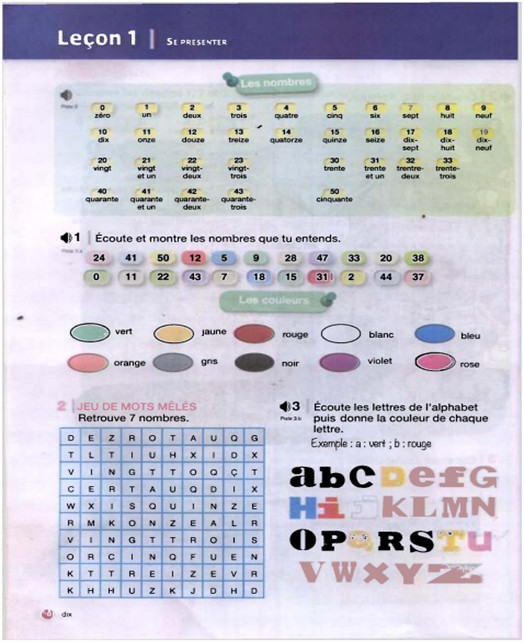 Leçon 1 | SE PRESENTER
Les nombres
Piste 2
0 1 2 3 4 5 6 7 8 9
zéro un deux trois quatre cinq six sept huit neuf
10 11 12 13 14 15 16 17 18 19
dix onze douze treize quatorze quinze seize dix-sept dix-huit dix-neuf
20 21 22 23 30 31 32 33
vingt vingt et un vingt-deux vingt-trois trente trente et un trentre-deux trente-trois
40 41 42 43 50
quarante quarante et un quarante-deux quarante-trois cinquante
1 Écoute et montre les nombres que tu entends.
24 41 50 12 5 9 28 47 33 20 38
0 11 22 43 7 18 15 31 2 44 37
Les couleurs
vert jaune rouge blanc bleu
orange gris noir violet rose
2 JEU DE MOTS MÊLÉS
Retrouve 7 nombres.
D E Z R O T A U Q G
T L T I U H X I D X
V I N G T T O Q Ç T
C E R T A U Q D I X
W X I S Q U I N Z E
R M K O N Z E A L R
V I N G T T R O I S
O R C I N Q F U E N
K T T R E I Z E V R
K H H U Z K J D H D
3 Écoute les lettres de l'alphabet
puis donne la couleur de chaque
lettre.
Exemple : a : vert ; b : rouge
abCDefG
Hi KLMN
OPQRSTu
VWXYZ
dix